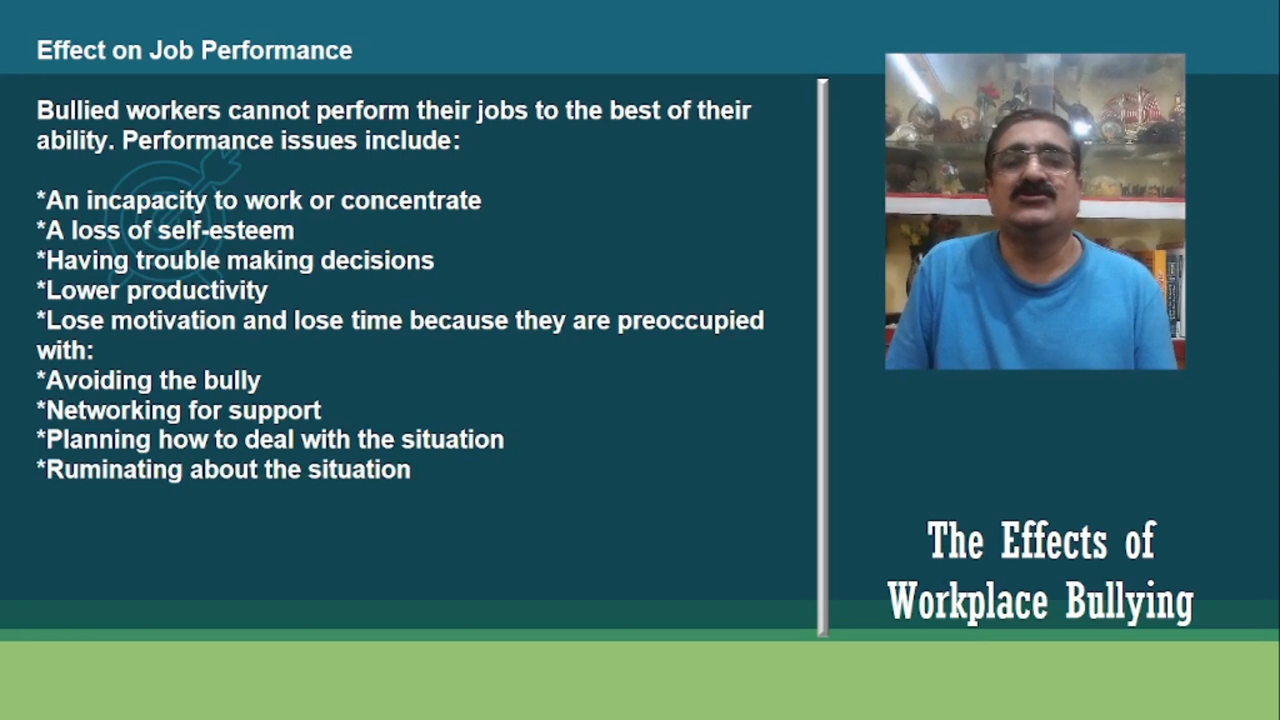 Effect on Job Performance
Bullied workers cannot perform their jobs to the best of their
ability. Performance issues include:
*An incapacity to work or concentrate
*A loss of self-esteem
*Having trouble making decisions
*Lower productivity
*Lose motivation and lose time because they are preoccupied
with:
*Avoiding the bully
*Networking for support
*Planning how to deal with the situation
*Ruminating about the situation
The Effects of
Workplace Bullying